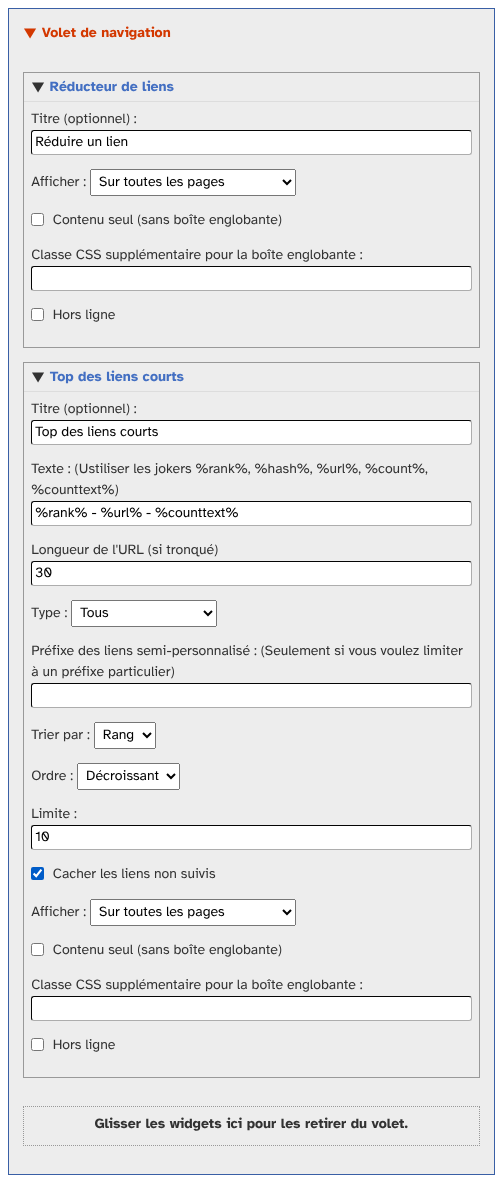 Volet de navigation
Réducteur de liens
Titre (optionnel) :
Réduire un lien
Afficher : Sur toutes les pages
Contenu seul (sans boîte englobante)
Classe CSS supplémentaire pour la boîte englobante :
Hors ligne
Top des liens courts
Titre (optionnel) :
Top des liens courts
Texte : (Ustiliser les jokers %rank%, %hash%, %url%, %count%,
%counttext%)
%rank% - %url% - %counttext%
Longueur de l'URL (si tronqué)
30
Type : Tous
Préfixe des liens semi-personnalisé : (Seulement si vous voulez limiter
à un préfixe particulier)
Trier par : Rang
Ordre : Décroissant
Limite :
10
Cacher les liens non suivis
Afficher : Sur toutes les pages
Contenu seul (sans boîte englobante)
Classe CSS supplémentaire pour la boîte englobante :
Hors ligne
Glisser les widgets ici pour les retirer du volet.